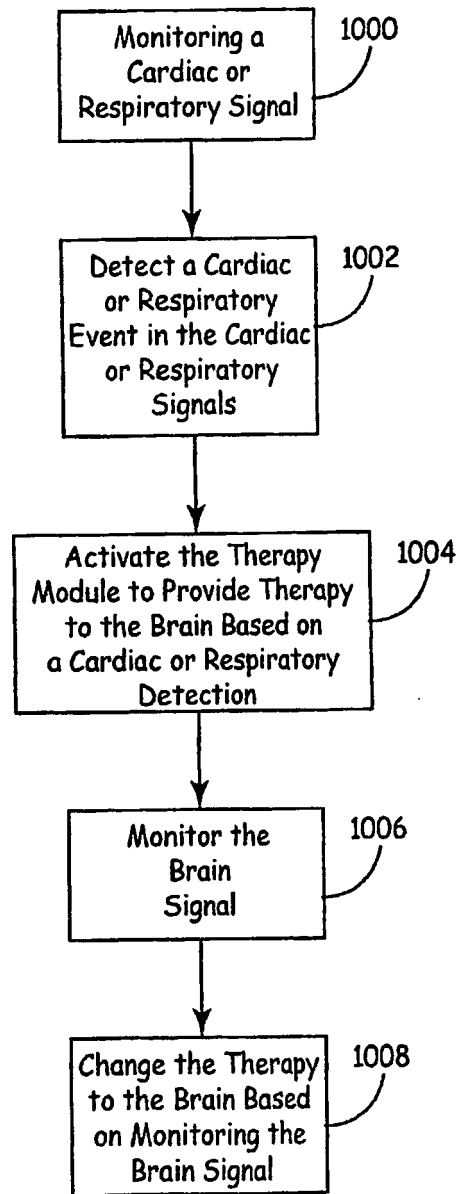 Monitoring a
Cardiac or
Respiratory Signal
1000
Detect a Cardiac
or Respiratory
Event in the Cardiac
or Respiratory
Signals
1002
Activate the Therapy
Module to Provide Therapy
to the Brain Based on
a Cardiac or Respiratory
Detection
1004
Monitor the
Brain
Signal
1006
Change the Therapy
to the Brain Based
on Monitoring the
Brain Signal
1008